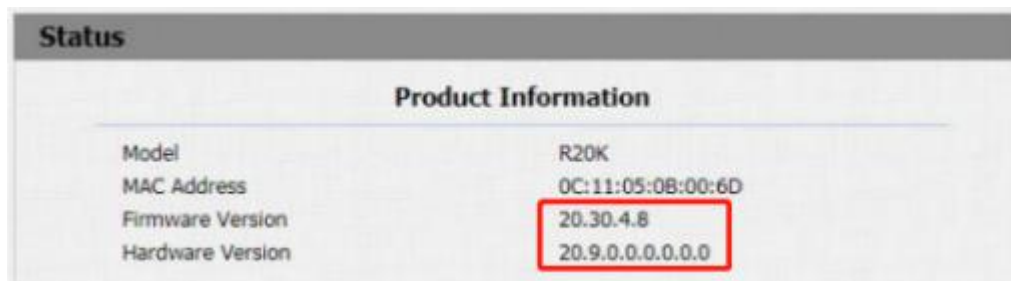 Status
Product Information
Model R20K
MAC Address 0C:11:05:0B:00:6D
Firmware Version 20.30.4.8
Hardware Version 20.9.0.0.0.0.0.0